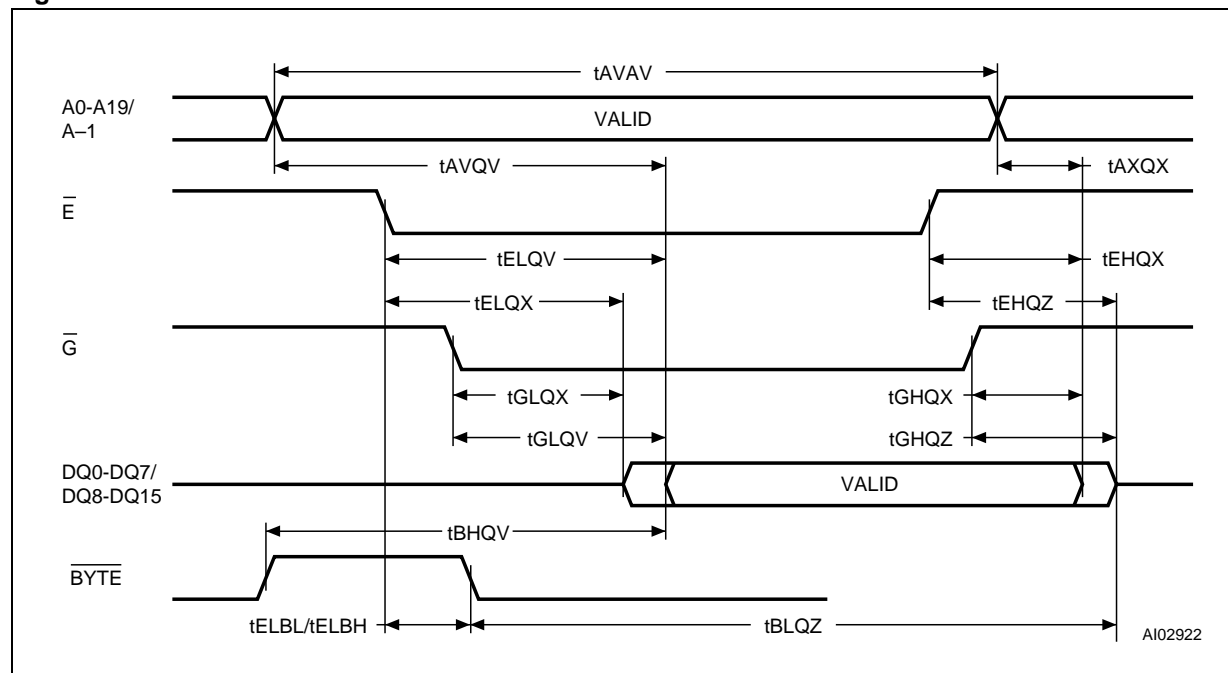 tAVAV
A0-A19/
A–1
VALID
tAVQV
tAXQX
E
tELQV
tEHQX
tELQX
tEHQZ
G
tGLQX
tGHQX
tGLQV
tGHQZ
DQ0-DQ7/
DQ8-DQ15
VALID
tBHQV
BYTE
tELBL/tELBH
tBLQZ
AI02922